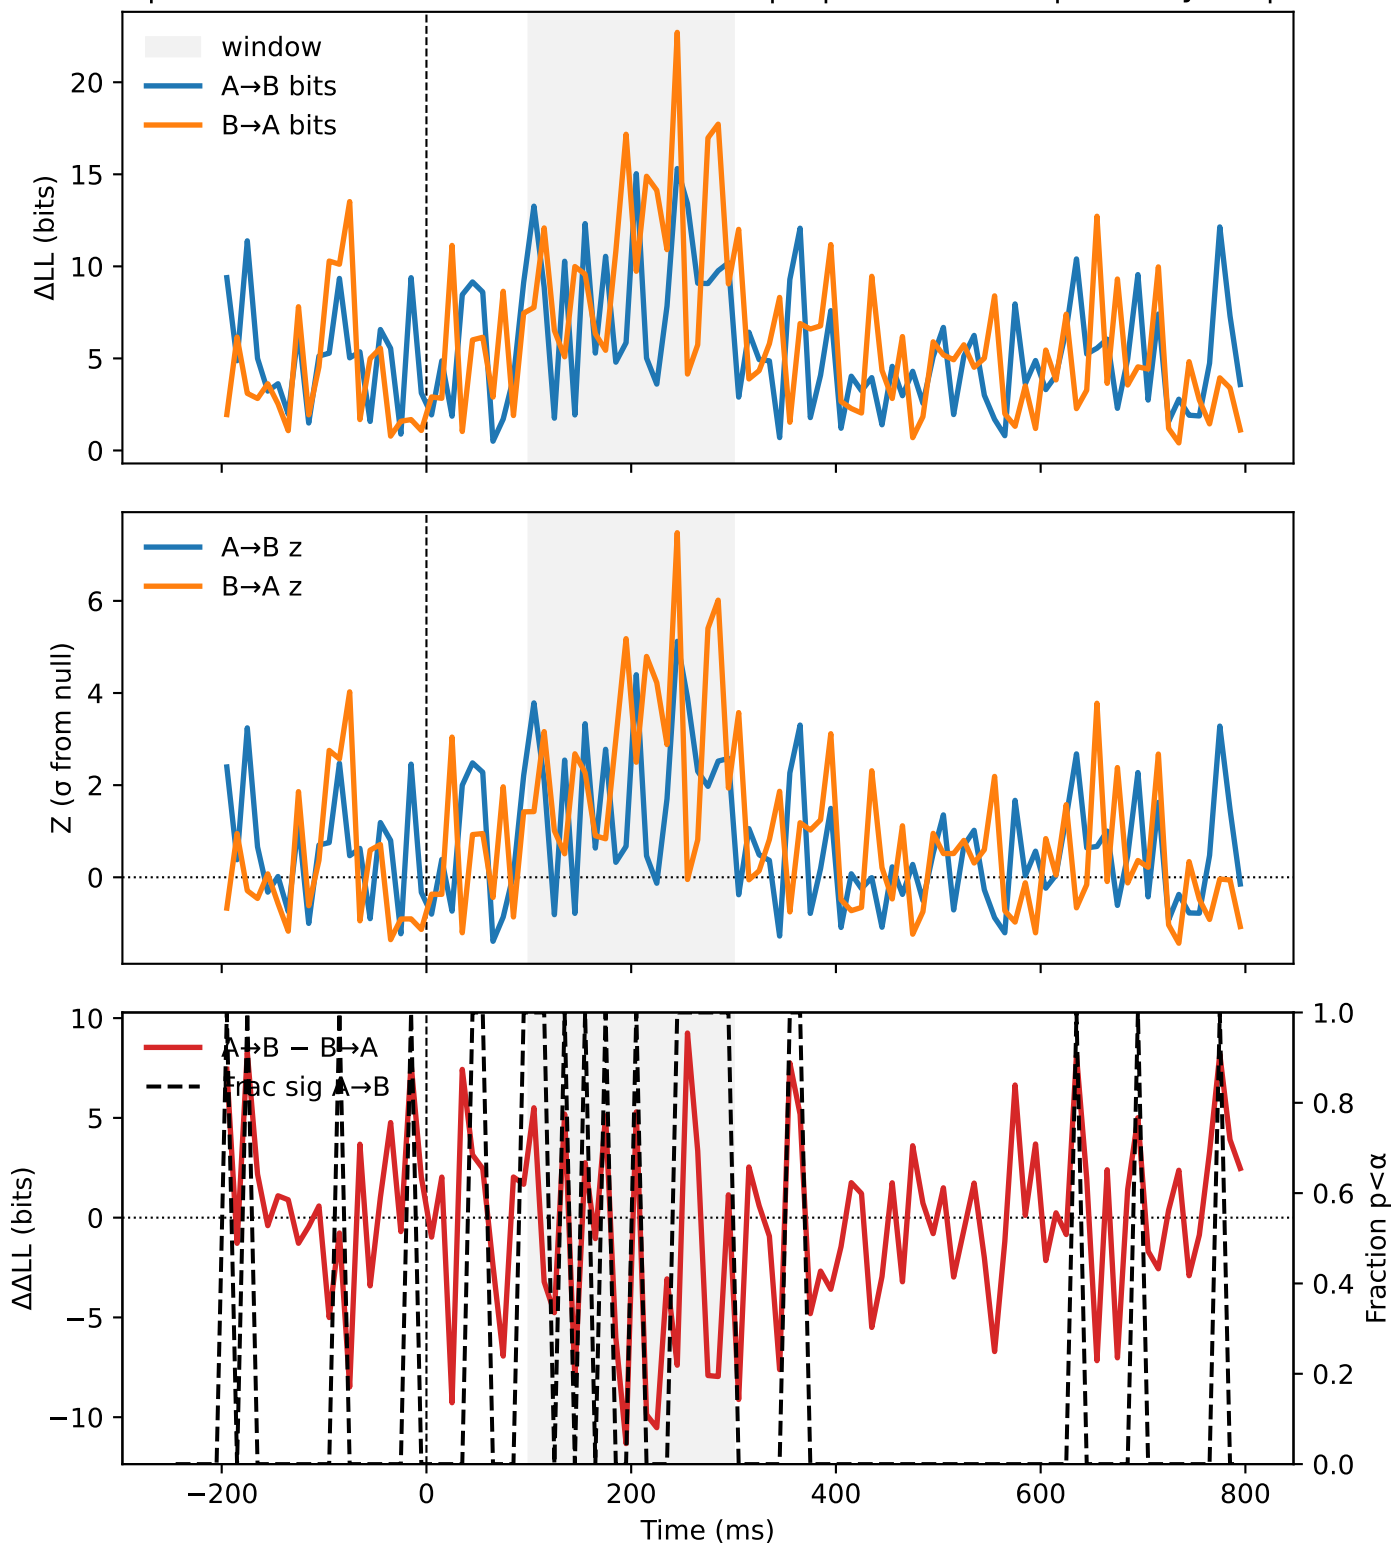 window
A→B bits
B→A bits
ΔLL (bits)
20
15
10
5
0
A→B z
B→A z
Z (σ from null)
6
4
2
0
A→B − B→A
Frac sig A→B
ΔΔLL (bits)
10
5
0
−5
−10
1.0
0.8
0.6
0.4
0.2
0.0
Fraction p<α
−200
0
200
400
600
800
Time (ms)